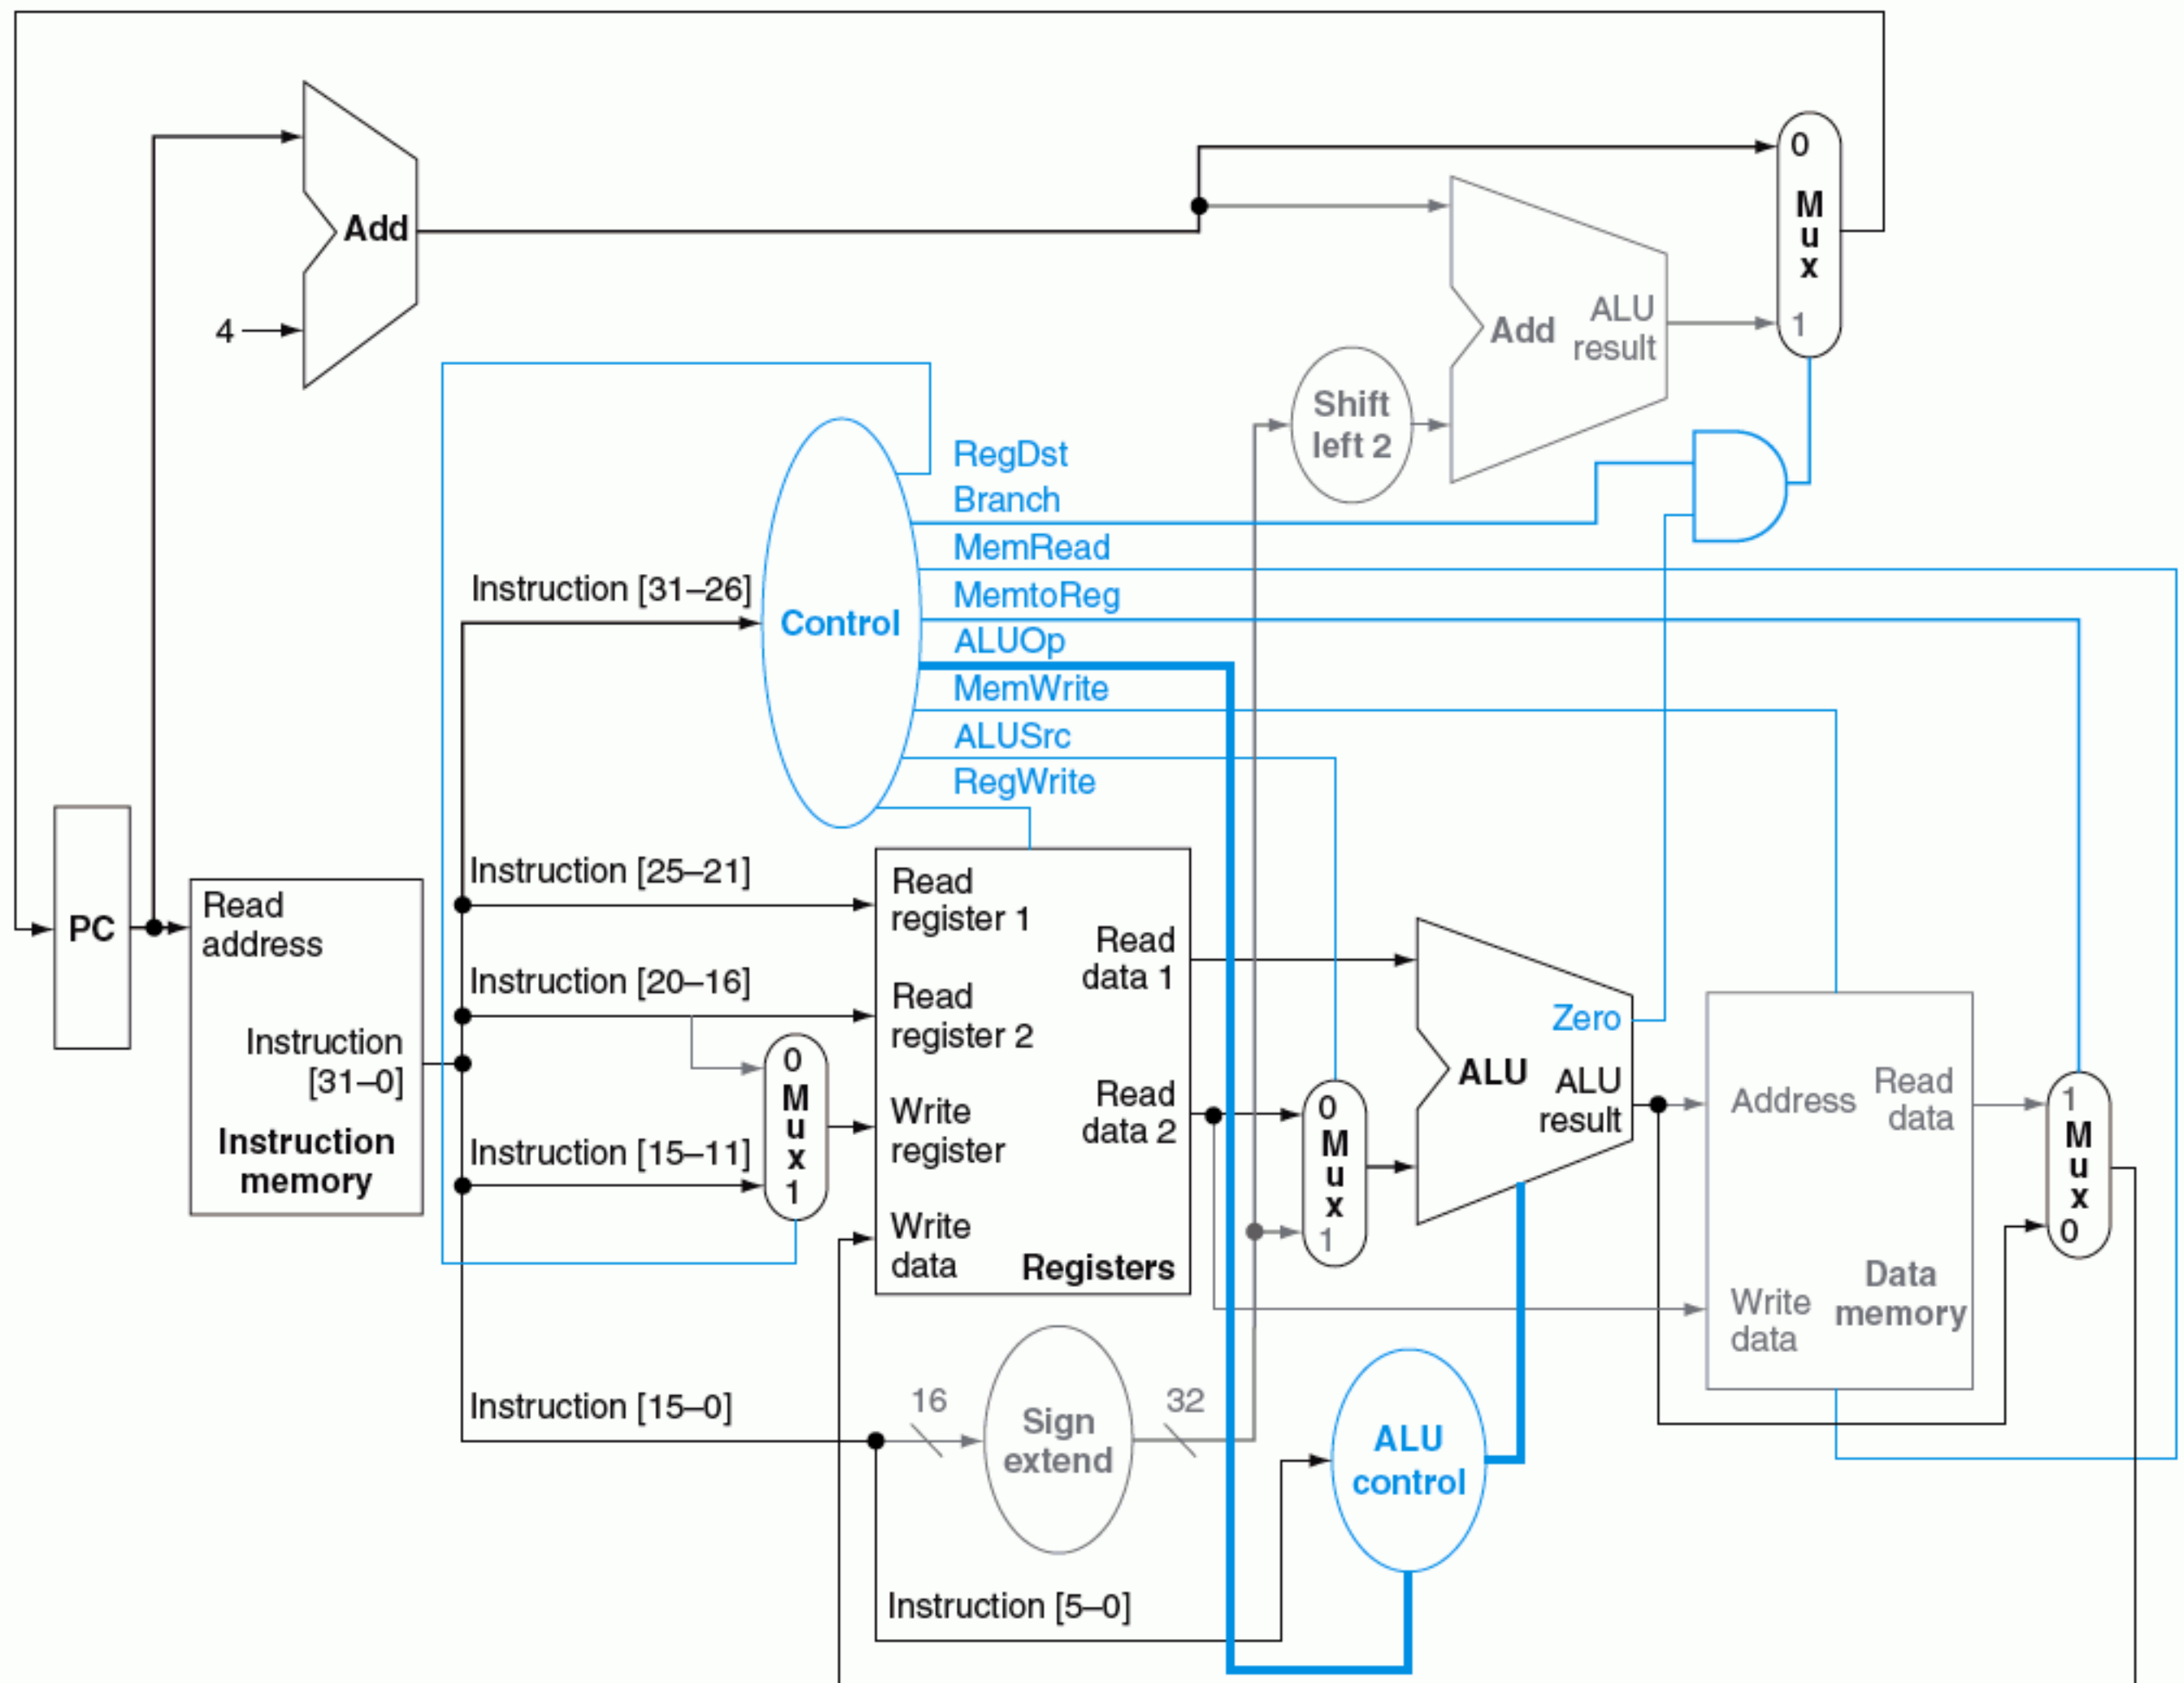 Add
4
0
M
u
x
1
Add
ALU
result
Shift
left 2
RegDst
Branch
MemRead
MemtoReg
ALUOp
MemWrite
ALUSrc
RegWrite
Control
Instruction [31–26]
Instruction [25–21]
Instruction [20–16]
Instruction [15–11]
Instruction [15–0]
Instruction [5–0]
PC
Read
address
Instruction
[31–0]
Instruction
memory
0
M
u
x
1
Read
register 1
Read
register 2
Write
register
Write
data
Read
data 1
Read
data 2
Registers
0
M
u
x
1
Zero
ALU
ALU
result
Address
Read
data
Write
data
Data
memory
1
M
u
x
0
16
Sign
extend
32
ALU
control